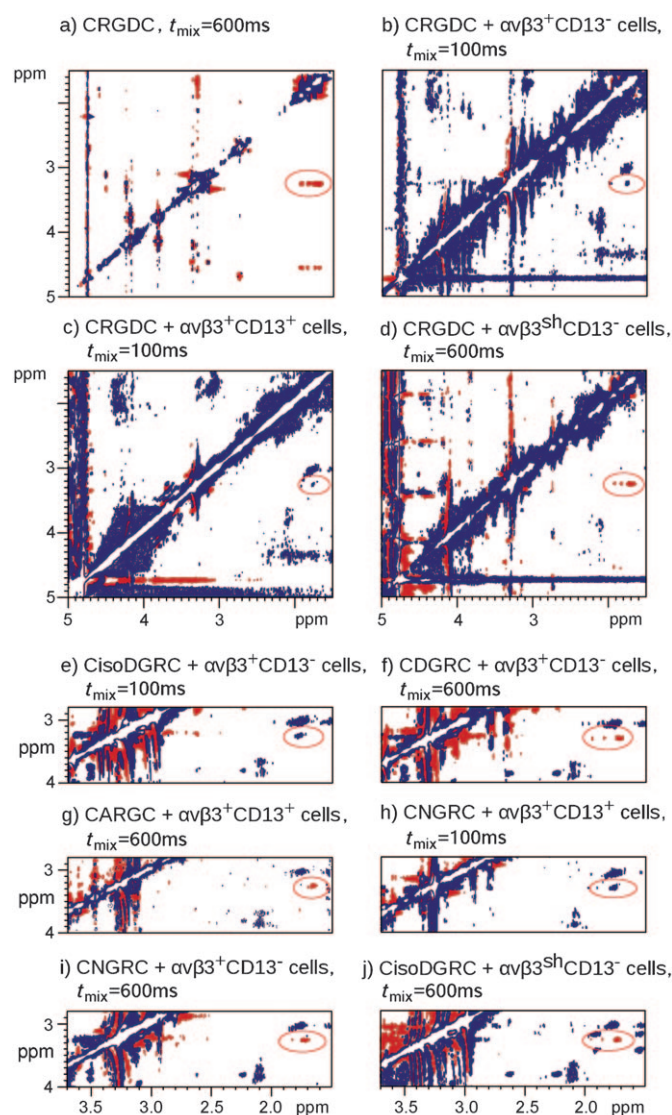 a) CRGDC, tmix=600ms
b) CRGDC + αvβ3⁺CD13⁻ cells,
tmix=100ms
ppm
3
4
5
c) CRGDC + αvβ3⁺CD13⁺ cells,
tmix=100ms
d) CRGDC + αvβ3ˢʰCD13⁻ cells,
tmix=600ms
ppm
3
4
5
5 4 3 ppm
5 3 ppm
e) CisoDGRC + αvβ3⁺CD13⁻ cells,
tmix=100ms
f) CDGRC + αvβ3⁺CD13⁻ cells,
tmix=600ms
3
ppm
4
g) CARGC + αvβ3⁺CD13⁺ cells,
tmix=600ms
h) CNGRC + αvβ3⁺CD13⁺ cells,
tmix=100ms
3
ppm
4
i) CNGRC + αvβ3⁺CD13⁻ cells,
tmix=600ms
j) CisoDGRC + αvβ3ˢʰCD13⁻ cells,
tmix=600ms
3
ppm
4
3.5 3.0 2.5 2.0 ppm
3.5 3.0 2.5 2.0 ppm